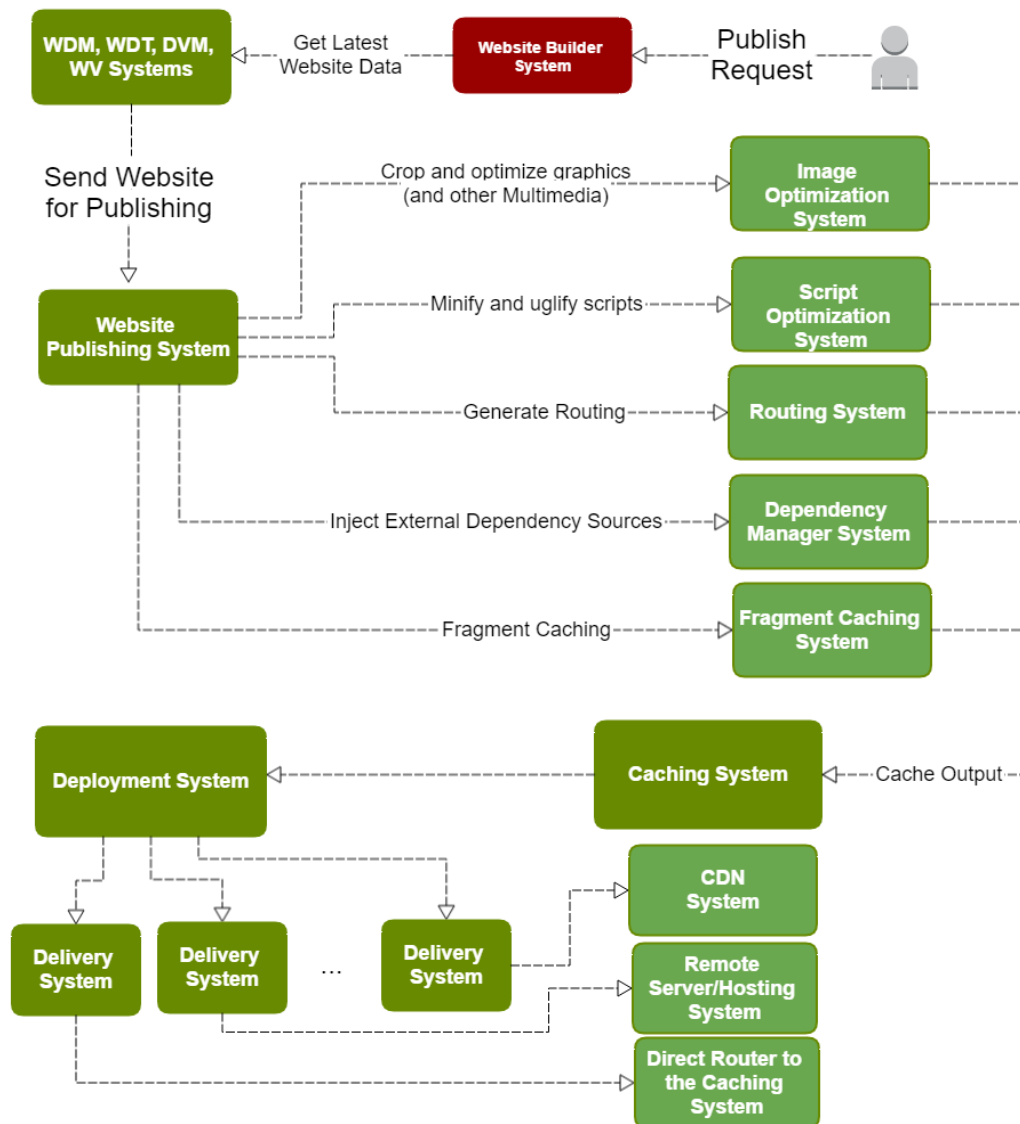 WDM, WDT, DVM,
WV Systems
Get Latest
Website Data
Website Builder
System
Publish
Request
Send Website
for Publishing
Crop and optimize graphics
(and other Multimedia)
Image
Optimization
System
Website
Publishing System
Minify and uglify scripts
Script
Optimization
System
Generate Routing
Routing System
Inject External Dependency Sources
Dependency
Manager System
Fragment Caching
Fragment Caching
System
Deployment System
Caching System
Cache Output
CDN
System
Delivery
System
Delivery
System
...
Delivery
System
Remote
Server/Hosting
System
Direct Router to
the Caching
System